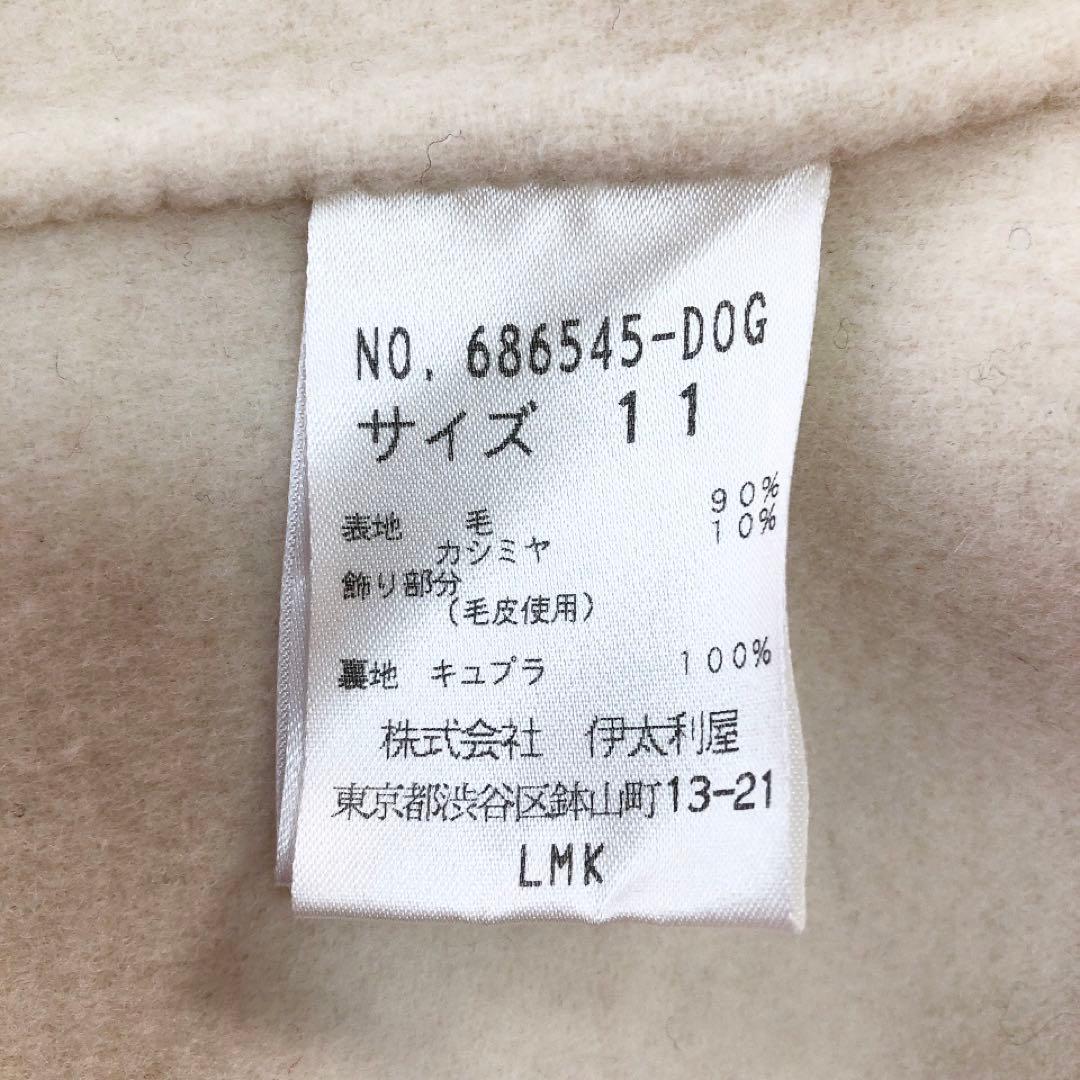 NO. 686545-DOG
サイズ 11
表地 毛 90%
カシミヤ 10%
飾り部分
(毛皮使用)
裏地 キュプラ 100%
株式会社 伊太利屋
東京都渋谷区鉢山町13-21
LMK